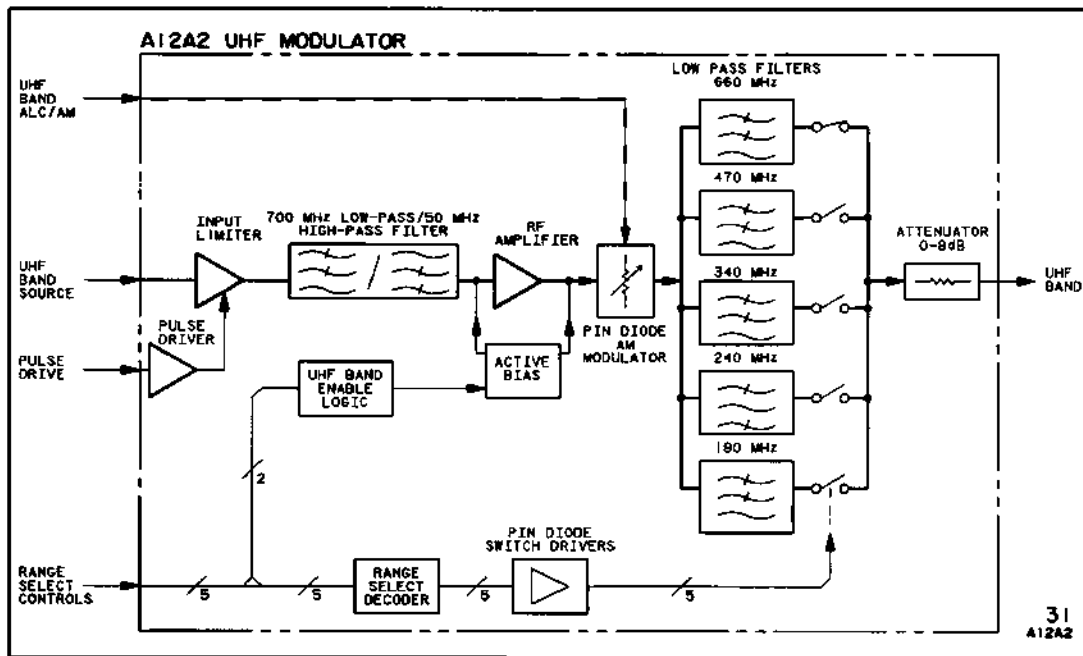 A12A2 UHF MODULATOR
UHF
BAND
ALC/AM
LOW PASS FILTERS
660 MHz
470 MHz
340 MHz
240 MHz
180 MHz
INPUT
LIMITER
700 MHz LOW-PASS/50 MHz
HIGH-PASS FILTER
RF
AMPLIFIER
ATTENUATOR
0-8dB
UHF
BAND
SOURCE
UHF
BAND
PULSE
DRIVER
PIN DIODE
AM
MODULATOR
PULSE
DRIVE
UHF BAND
ENABLE
LOGIC
ACTIVE
BIAS
2
PIN DIODE
SWITCH DRIVERS
RANGE
SELECT
CONTROLS
5
5
RANGE
SELECT
DECODER
5
5
31
A12A2